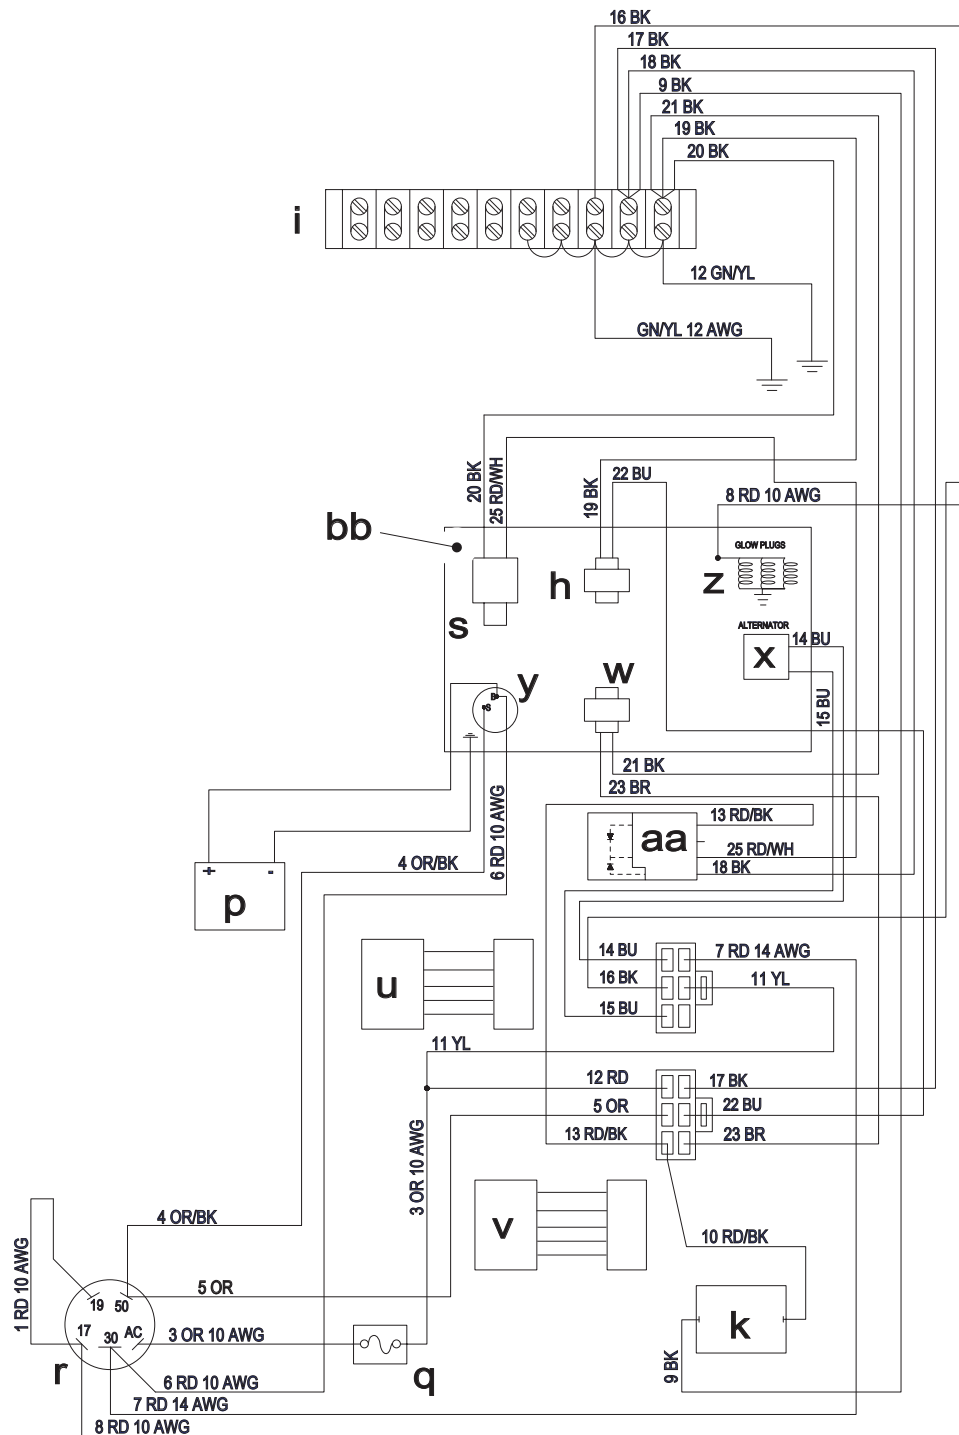 16 BK
17 BK
18 BK
9 BK
21 BK
19 BK
20 BK
i
12 GN/YL
GN/YL 12 AWG
20 BK
25 RD/WH
19 BK
22 BU
8 RD 10 AWG
bb
GLOW PLUGS
h
z
s
ALTERNATOR
14 BU
x
w
y
B
S
15 BU
21 BK
23 BR
6 RD 10 AWG
13 RD/BK
aa
25 RD/WH
18 BK
4 OR/BK
+ -
p
14 BU
7 RD 14 AWG
u
16 BK
11 YL
15 BU
11 YL
12 RD
17 BK
5 OR
22 BU
13 RD/BK
23 BR
3 OR 10 AWG
v
4 OR/BK
10 RD/BK
1 RD 10 AWG
5 OR
19 50
17
30
AC
3 OR 10 AWG
k
r
q
9 BK
6 RD 10 AWG
7 RD 14 AWG
8 RD 10 AWG